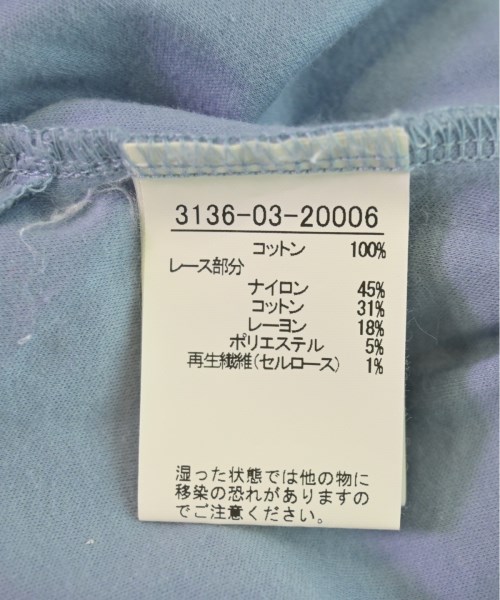 3136-03-20006
コットン 100%
レース部分
ナイロン 45%
コットン 31%
レーヨン 18%
ポリエステル 5%
再生繊維(セルロース) 1%
湿った状態では他の物に
移染の恐れがありますの
でご注意ください。